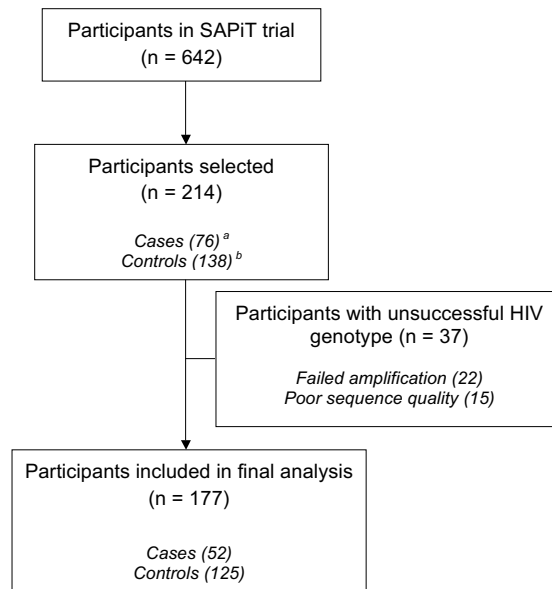 Participants in SAPiT trial
(n = 642)
Participants selected
(n = 214)
Cases (76) a
Controls (138) b
Participants with unsuccessful HIV
genotype (n = 37)
Failed amplification (22)
Poor sequence quality (15)
Participants included in final analysis
(n = 177)
Cases (52)
Controls (125)